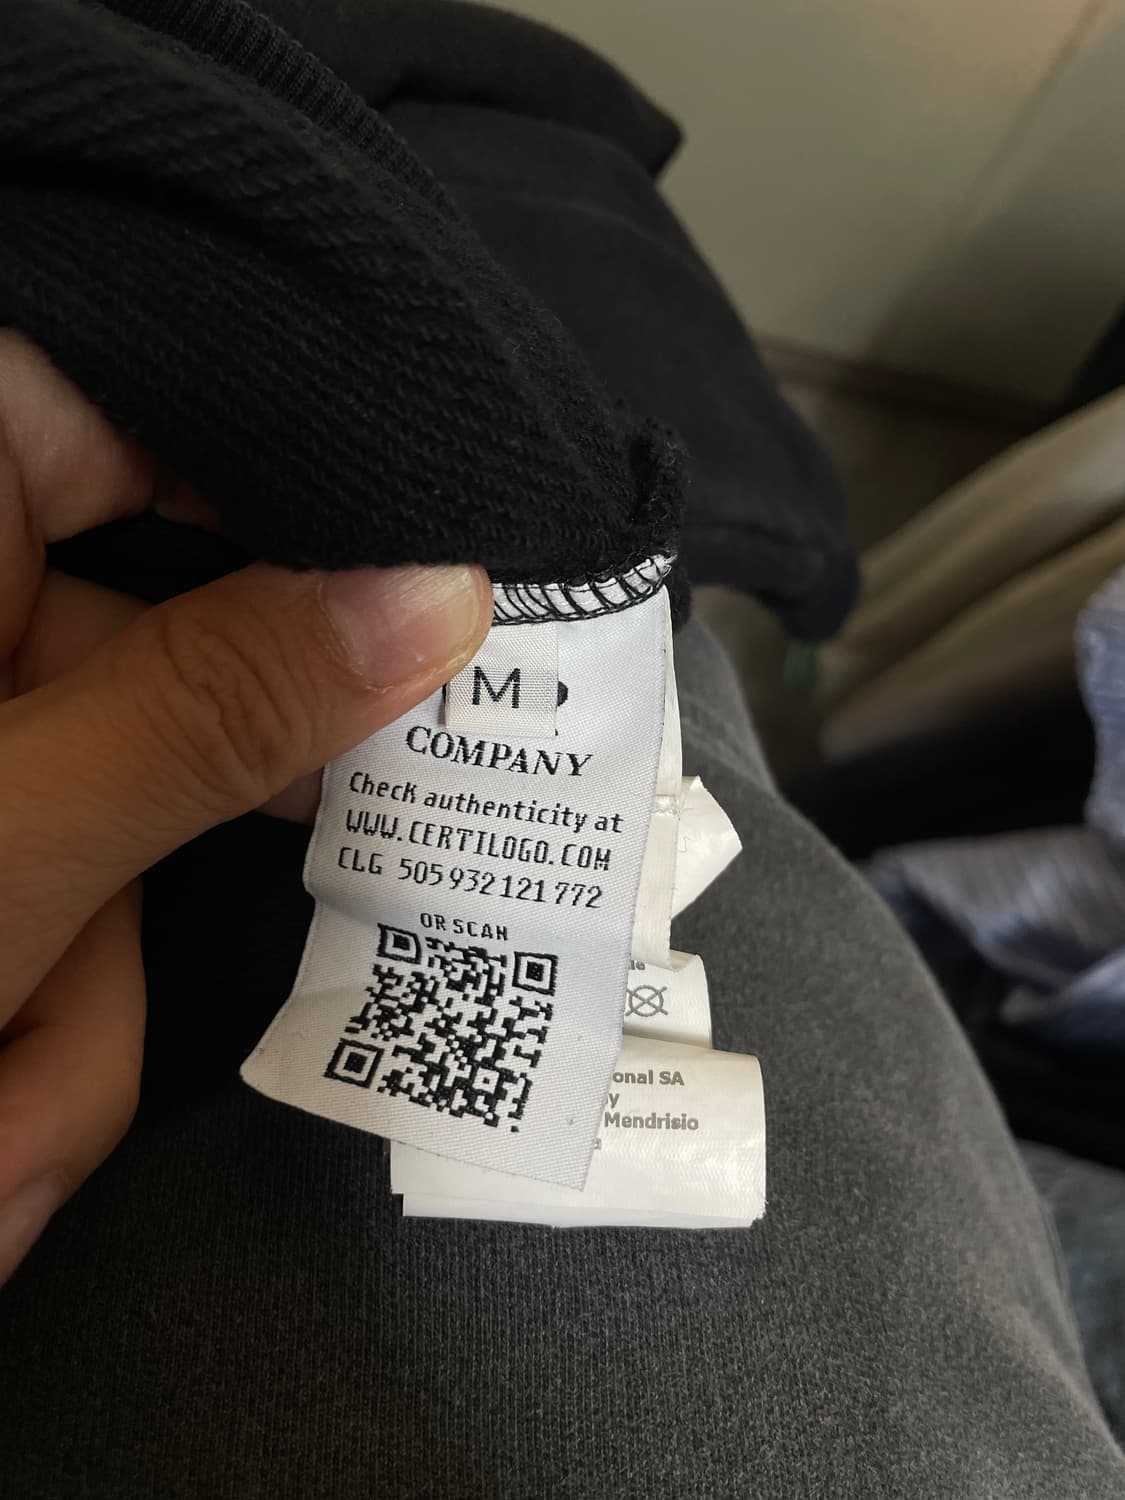 M
COMPANY
Check authenticity at
WWW.CERTILOGO.COM
CLG 505 932 121 772
OR SCAN
onal SA
Mendrisio